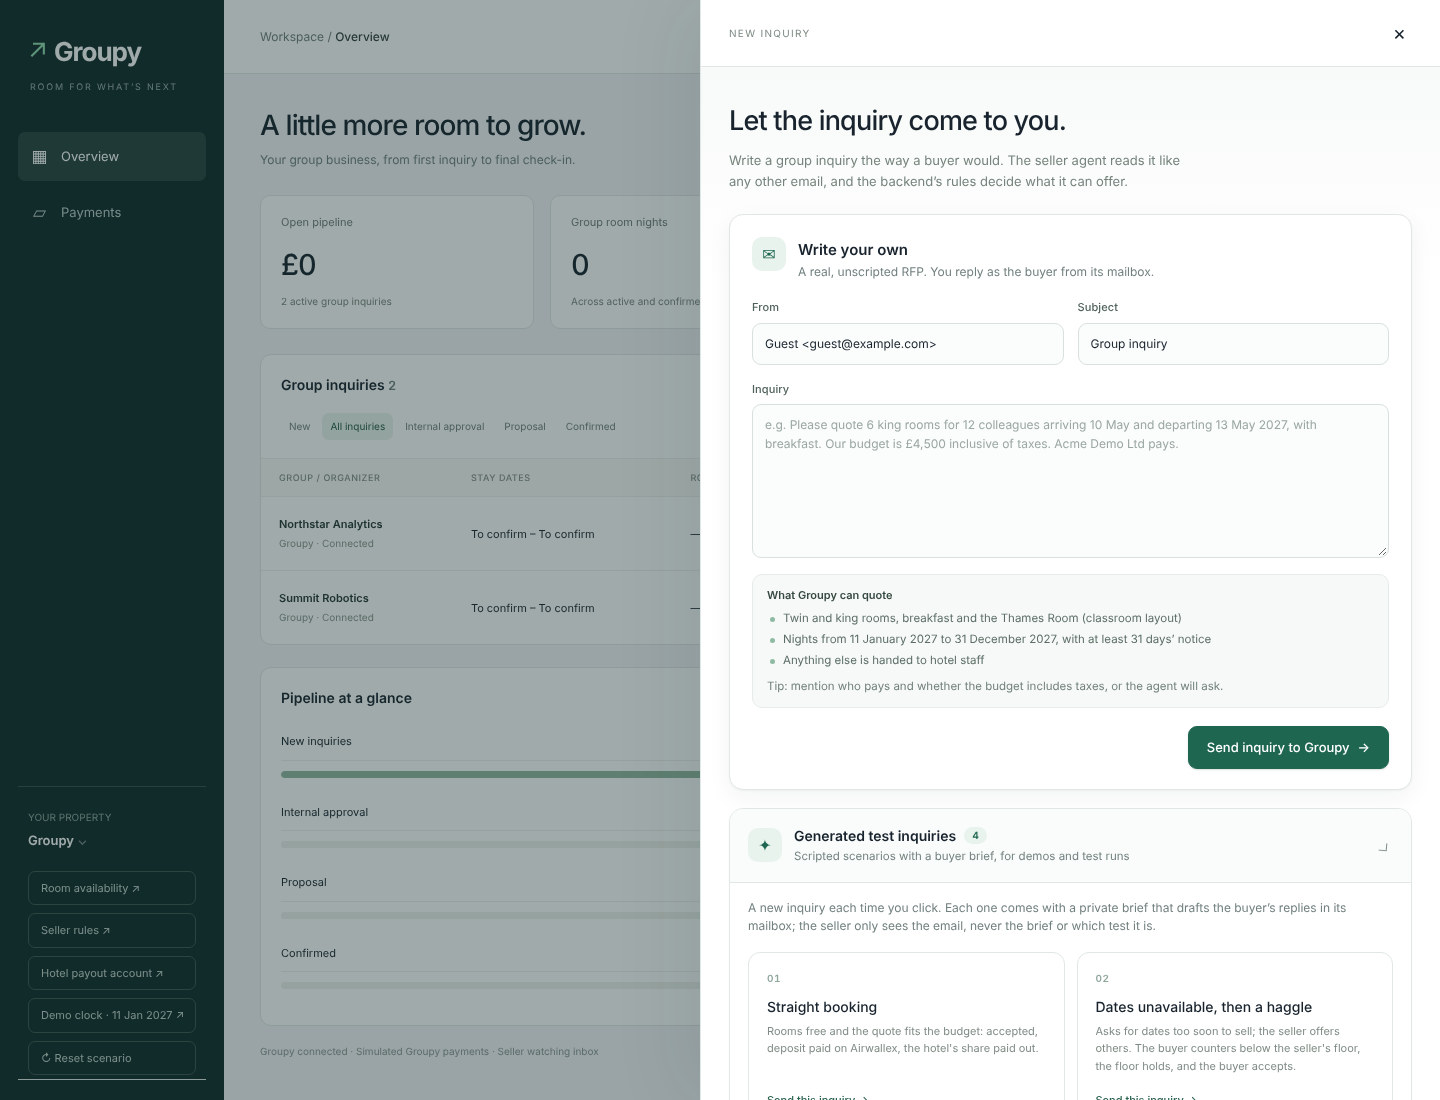 Groupy
ROOM FOR WHAT'S NEXT
Overview
Payments
YOUR PROPERTY
Groupy
Room availability ↗
Seller rules ↗
Hotel payout account ↗
Demo clock · 11 Jan 2027 ↗
↻ Reset scenario
Workspace / Overview
A little more room to grow.
Your group business, from first inquiry to final check-in.
Open pipeline
£0
2 active group inquiries
Group room nights
0
Across active and confirme
Group inquiries 2
New
All inquiries
Internal approval
Proposal
Confirmed
GROUP / ORGANIZER
STAY DATES
Northstar Analytics
Groupy · Connected
To confirm – To confirm
—
Summit Robotics
Groupy · Connected
To confirm – To confirm
—
Pipeline at a glance
New inquiries
Internal approval
Proposal
Confirmed
Groupy connected · Simulated Groupy payments · Seller watching inbox
NEW INQUIRY
Let the inquiry come to you.
Write a group inquiry the way a buyer would. The seller agent reads it like
any other email, and the backend's rules decide what it can offer.
Write your own
A real, unscripted RFP. You reply as the buyer from its mailbox.
From
Subject
Guest <guest@example.com>
Group inquiry
Inquiry
e.g. Please quote 6 king rooms for 12 colleagues arriving 10 May and departing 13 May 2027, with
breakfast. Our budget is £4,500 inclusive of taxes. Acme Demo Ltd pays.
What Groupy can quote
Twin and king rooms, breakfast and the Thames Room (classroom layout)
Nights from 11 January 2027 to 31 December 2027, with at least 31 days' notice
Anything else is handed to hotel staff
Tip: mention who pays and whether the budget includes taxes, or the agent will ask.
Send inquiry to Groupy →
Generated test inquiries 4
Scripted scenarios with a buyer brief, for demos and test runs
A new inquiry each time you click. Each one comes with a private brief that drafts the buyer's replies in its
mailbox; the seller only sees the email, never the brief or which test it is.
01
Straight booking
Rooms free and the quote fits the budget: accepted,
deposit paid on Airwallex, the hotel's share paid out.
Send this inquiry →
02
Dates unavailable, then a haggle
Asks for dates too soon to sell; the seller offers
others. The buyer counters below the seller's floor,
the floor holds, and the buyer accepts.
Send this inquiry →